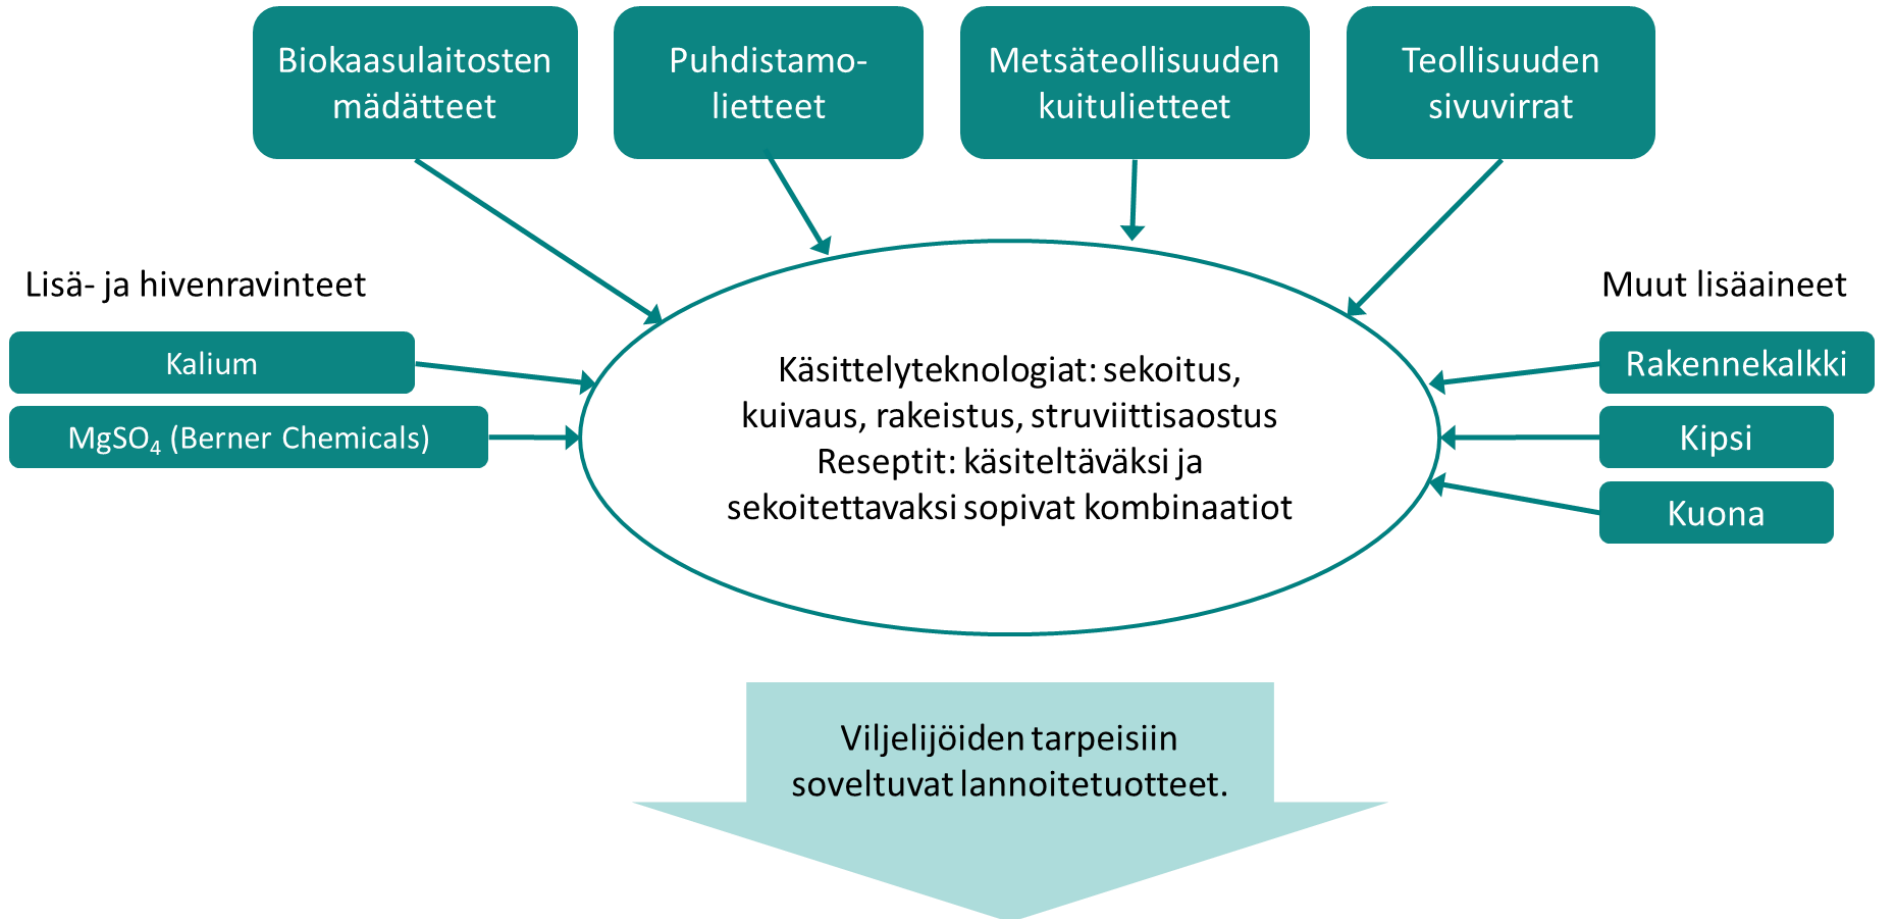 Biokaasulaitosten
mädätteet
Puhdistamo-
lietteet
Metsäteollisuuden
kuitulietteet
Teollisuuden
sivuvirrat
Lisä- ja hivenravinteet
Kalium
MgSO₄ (Berner Chemicals)
Käsittelyteknologiat: sekoitus,
kuivaus, rakeistus, struviittisaostus
Reseptit: käsiteltäväksi ja
sekoitettavaksi sopivat kombinaatiot
Muut lisäaineet
Rakennekalkki
Kipsi
Kuona
Viljelijöiden tarpeisiin
soveltuvat lannoitetuotteet.